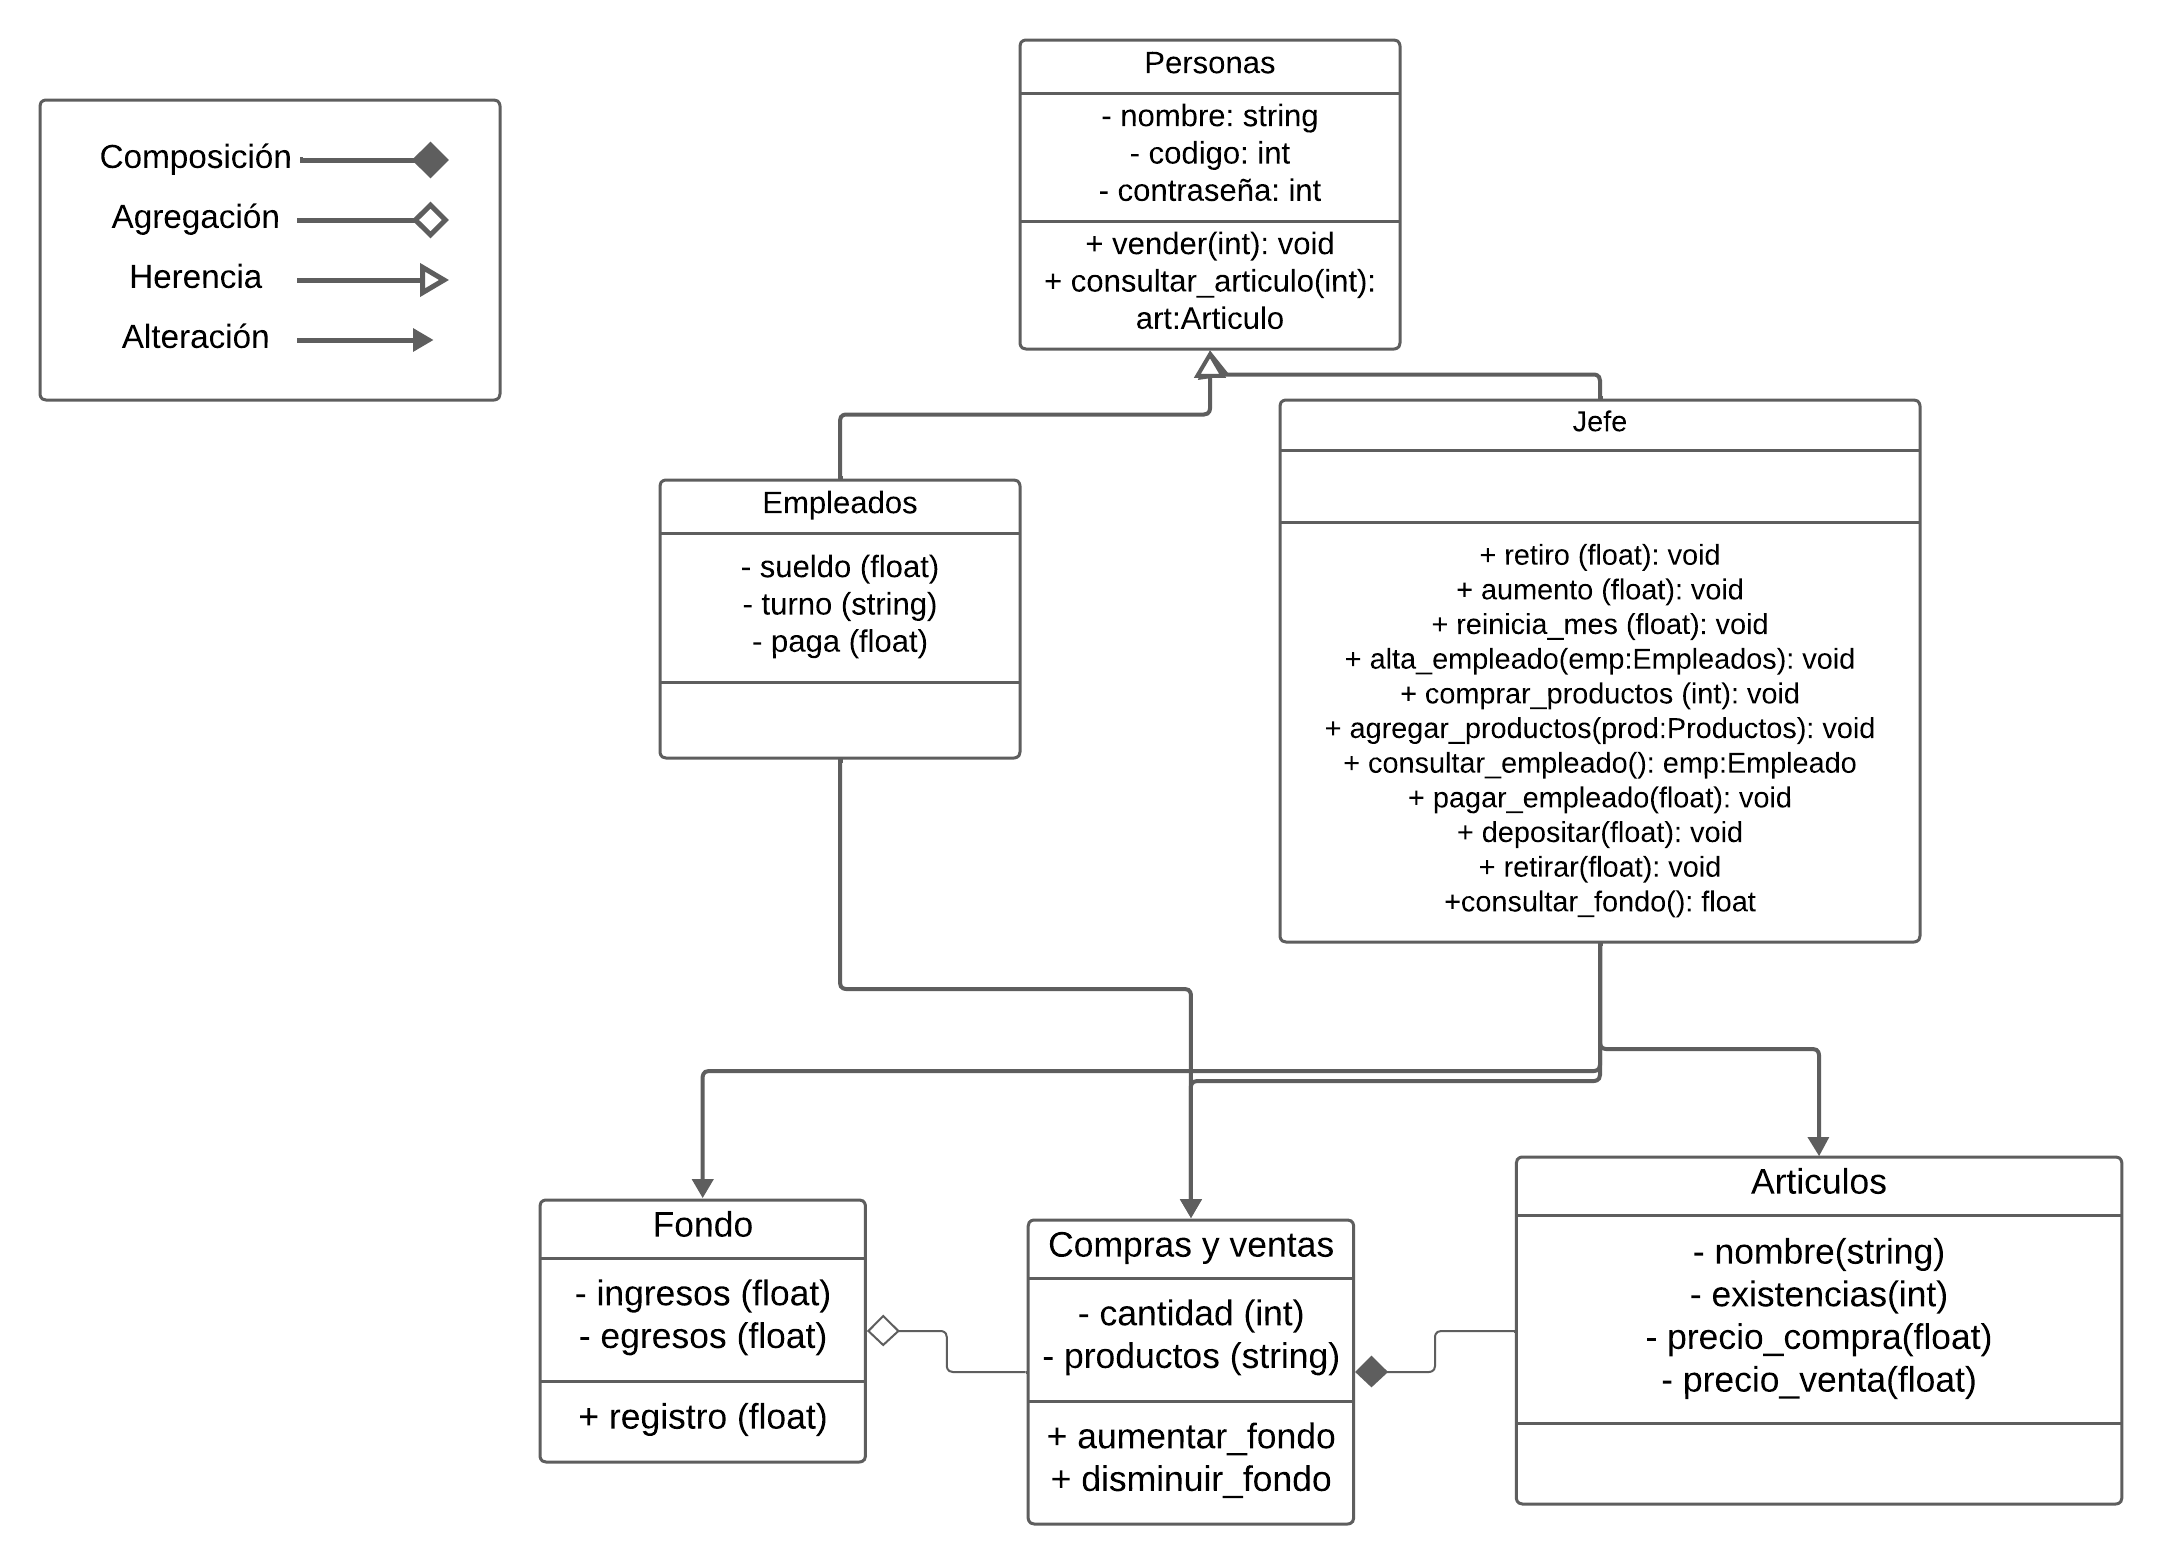 Composición
Agregación
Herencia
Alteración
Personas
- nombre: string
- codigo: int
- contraseña: int
+ vender(int): void
+ consultar_articulo(int):
art:Articulo
Empleados
- sueldo (float)
- turno (string)
- paga (float)
Jefe
+ retiro (float): void
+ aumento (float): void
+ reinicia_mes (float): void
+ alta_empleado(emp:Empleados): void
+ comprar_productos (int): void
+ agregar_productos(prod:Productos): void
+ consultar_empleado(): emp:Empleado
+ pagar_empleado(float): void
+ depositar(float): void
+ retirar(float): void
+consultar_fondo(): float
Fondo
- ingresos (float)
- egresos (float)
+ registro (float)
Compras y ventas
- cantidad (int)
- productos (string)
+ aumentar_fondo
+ disminuir_fondo
Articulos
- nombre(string)
- existencias(int)
- precio_compra(float)
- precio_venta(float)